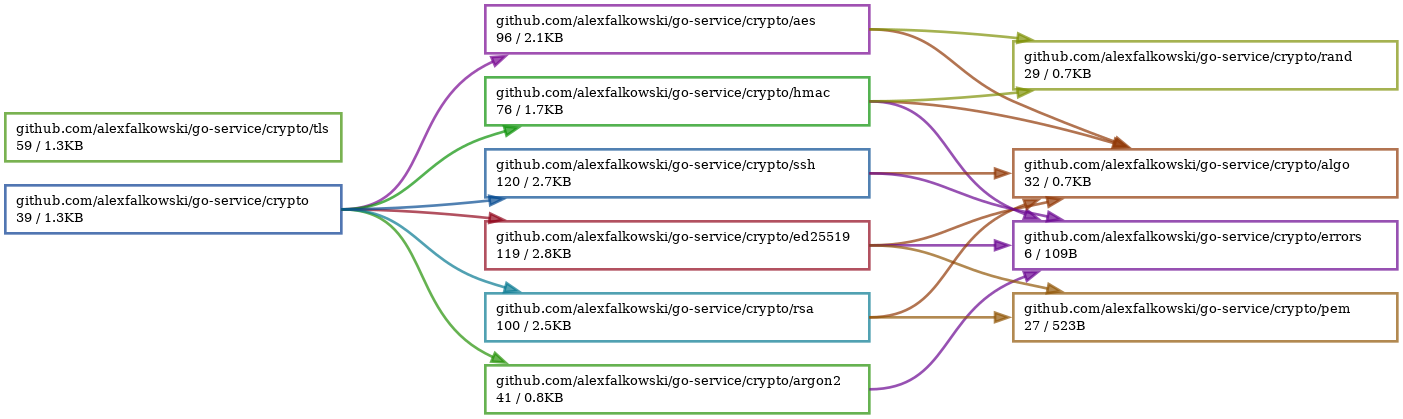 github.com/alexfalkowski/go-service/crypto/tls
59 / 1.3KB
github.com/alexfalkowski/go-service/crypto
39 / 1.3KB
github.com/alexfalkowski/go-service/crypto/aes
96 / 2.1KB
github.com/alexfalkowski/go-service/crypto/hmac
76 / 1.7KB
github.com/alexfalkowski/go-service/crypto/ssh
120 / 2.7KB
github.com/alexfalkowski/go-service/crypto/ed25519
119 / 2.8KB
github.com/alexfalkowski/go-service/crypto/rsa
100 / 2.5KB
github.com/alexfalkowski/go-service/crypto/argon2
41 / 0.8KB
github.com/alexfalkowski/go-service/crypto/rand
29 / 0.7KB
github.com/alexfalkowski/go-service/crypto/algo
32 / 0.7KB
github.com/alexfalkowski/go-service/crypto/errors
6 / 109B
github.com/alexfalkowski/go-service/crypto/pem
27 / 523B